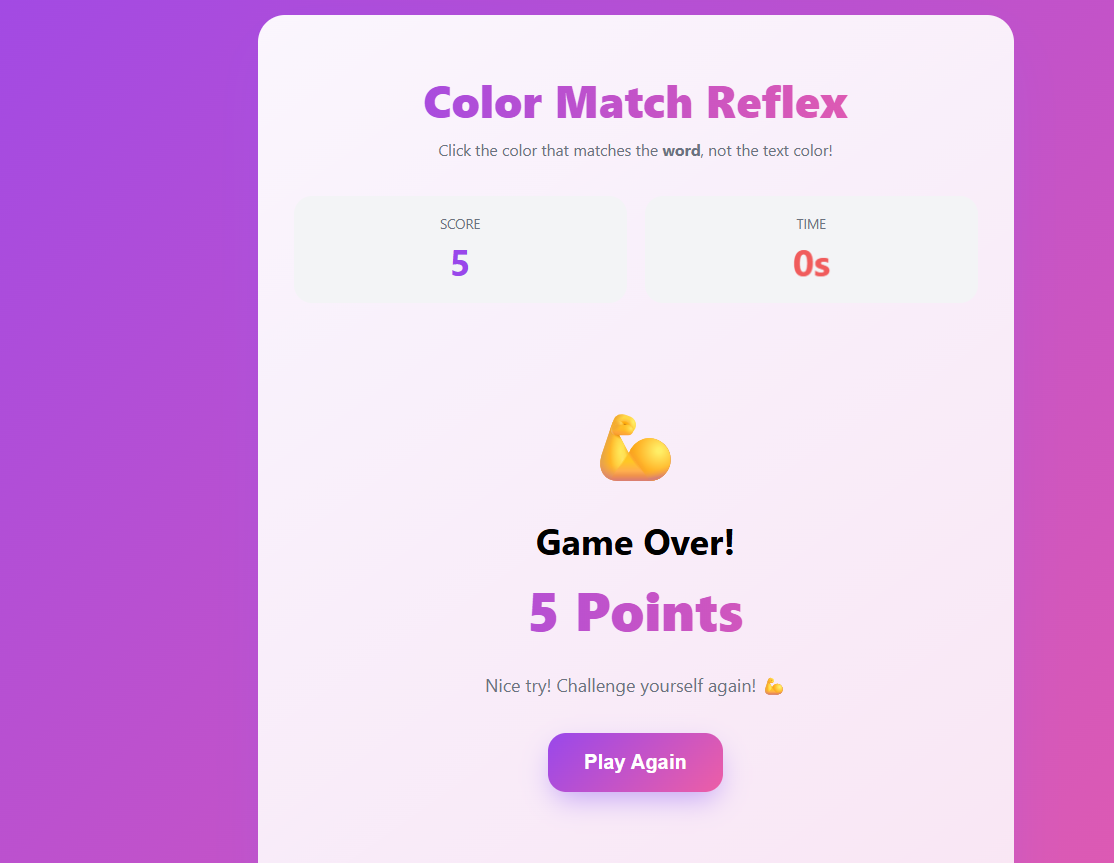 Color Match Reflex
Click the color that matches the word, not the text color!
SCORE
5
TIME
0s
Game Over!
5 Points
Nice try! Challenge yourself again! 💪
Play Again